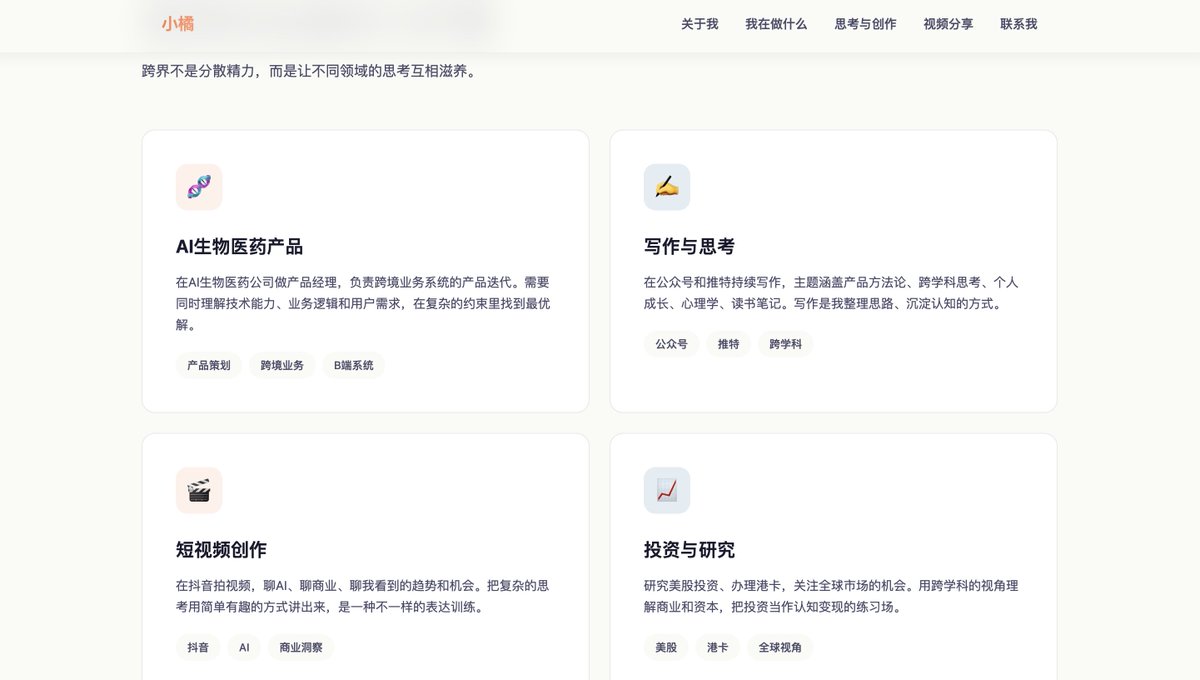 小橘
关于我
我在做什么
思考与创作
视频分享
联系我
跨界不是分散精力，而是让不同领域的思考互相滋养。
AI生物医药产品
在AI生物医药公司做产品经理，负责跨境业务系统的产品迭代。需要
同时理解技术能力、业务逻辑和用户需求，在复杂的约束里找到最优
解。
产品策划
跨境业务
B端系统
写作与思考
在公众号和推特持续写作，主题涵盖产品方法论、跨学科思考、个人
成长、心理学、读书笔记。写作是我整理思路、沉淀认知的方式。
公众号
推特
跨学科
短视频创作
在抖音拍视频，聊AI、聊商业、聊我看到的趋势和机会。把复杂的思
考用简单有趣的方式讲出来，是一种不一样的表达训练。
抖音
AI
商业洞察
投资与研究
研究美股投资、办理港卡，关注全球市场的机会。用跨学科的视角理
解商业和资本，把投资当作认知变现的练习场。
美股
港卡
全球视角